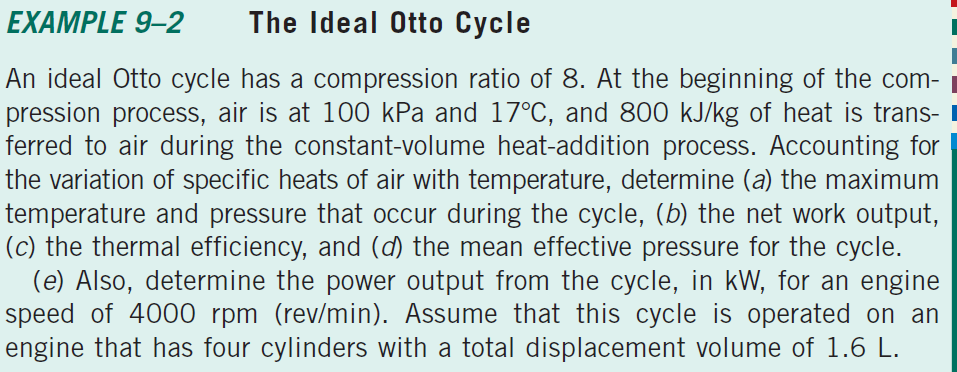 EXAMPLE 9–2 The Ideal Otto Cycle
An ideal Otto cycle has a compression ratio of 8. At the beginning of the com-
pression process, air is at 100 kPa and 17°C, and 800 kJ/kg of heat is trans-
ferred to air during the constant-volume heat-addition process. Accounting for
the variation of specific heats of air with temperature, determine (a) the maximum
temperature and pressure that occur during the cycle, (b) the net work output,
(c) the thermal efficiency, and (d) the mean effective pressure for the cycle.
(e) Also, determine the power output from the cycle, in kW, for an engine
speed of 4000 rpm (rev/min). Assume that this cycle is operated on an
engine that has four cylinders with a total displacement volume of 1.6 L.